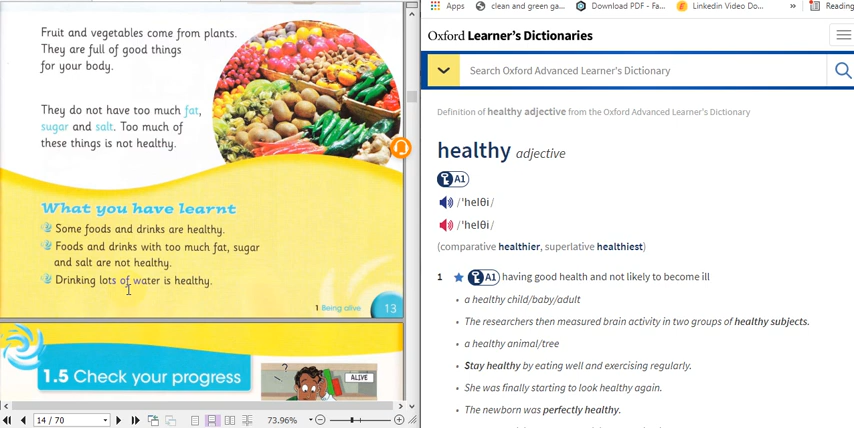 Fruit and vegetables come from plants.
They are full of good things
for your body.
They do not have too much fat,
sugar and salt. Too much of
these things is not healthy.
What you have learnt
Some foods and drinks are healthy.
Foods and drinks with too much fat, sugar
and salt are not healthy.
Drinking lots of water is healthy.
1 Being alive 13
1.5 Check your progress
?
ALIVE
14 / 70
73.96%
Apps clean and green ga... Download PDF - Fa... Linkedin Video Do... » Reading
Oxford Learner's Dictionaries
Search Oxford Advanced Learner's Dictionary
Definition of healthy adjective from the Oxford Advanced Learner's Dictionary
healthy adjective
A1
/ˈhelθi/
/ˈhelθi/
(comparative healthier, superlative healthiest)
1 A1 having good health and not likely to become ill
• a healthy child/baby/adult
• The researchers then measured brain activity in two groups of healthy subjects.
• a healthy animal/tree
• Stay healthy by eating well and exercising regularly.
• She was finally starting to look healthy again.
• The newborn was perfectly healthy.